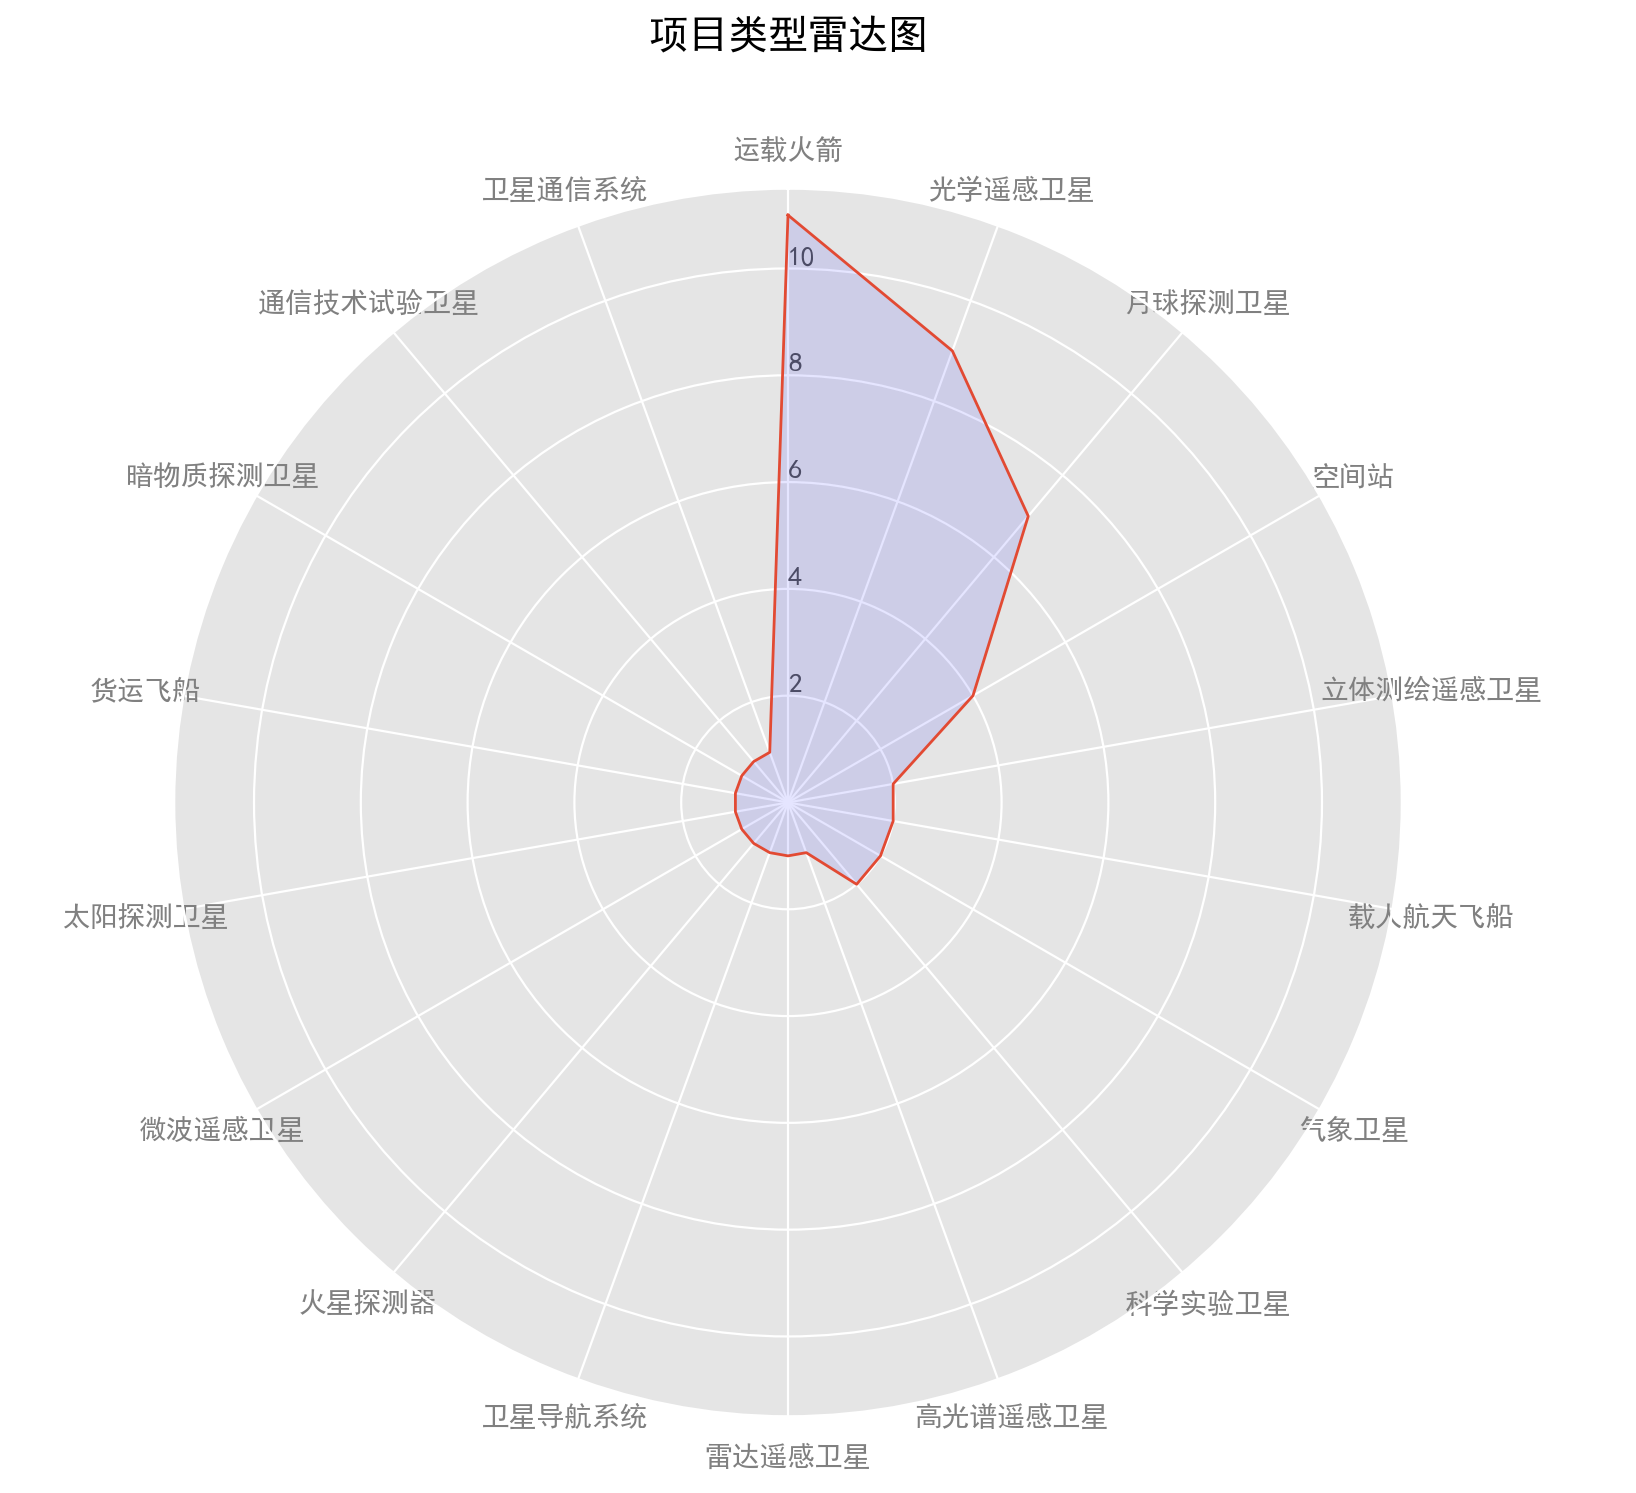 项目类型雷达图
运载火箭
卫星通信系统
光学遥感卫星
通信技术试验卫星
月球探测卫星
暗物质探测卫星
空间站
货运飞船
立体测绘遥感卫星
太阳探测卫星
载人航天飞船
微波遥感卫星
气象卫星
火星探测器
科学实验卫星
卫星导航系统
高光谱遥感卫星
雷达遥感卫星
10
8
6
4
2